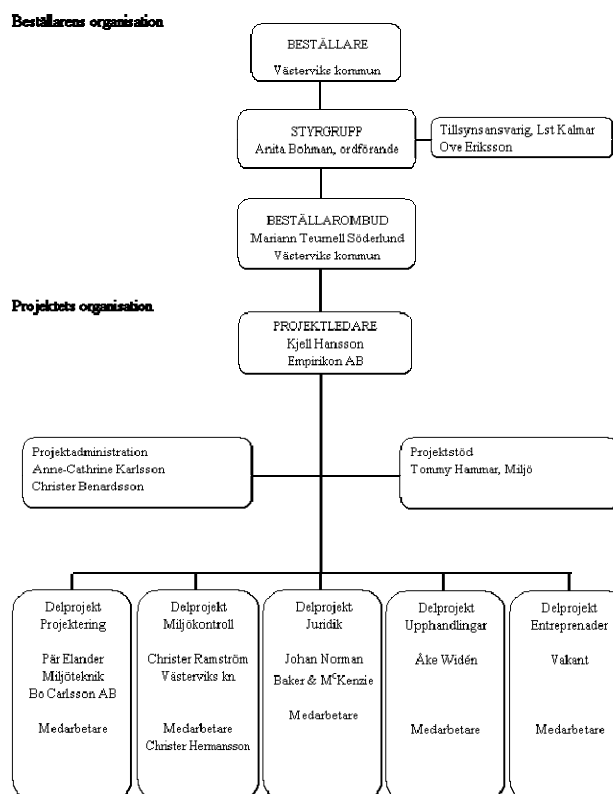 Beställarens organisation
BESTÄLLARE
Västerviks kommun
STYRGRUPP
Anita Bohman, ordförande
Tillsynsansvarig, Lst Kalmar
Ove Eriksson
BESTÄLLAROMBUD
Mariann Teurnell Söderlund
Västerviks kommun
Projektets organisation
PROJEKTLEDARE
Kjell Hansson
Empirikon AB
Projektadministration
Anne-Cathrine Karlsson
Christer Benardsson
Projektstöd
Tommy Hammar, Miljö
Delprojekt
Projektering
Pär Elander
Miljöteknik
Bo Carlsson AB
Medarbetare
Delprojekt
Miljökontroll
Christer Ramström
Västerviks kn.
Medarbetare
Christer Hermansson
Delprojekt
Juridik
Johan Norman
Baker & McKenzie
Medarbetare
Delprojekt
Upphandlingar
Åke Widén
Medarbetare
Delprojekt
Entreprenader
Vakant
Medarbetare